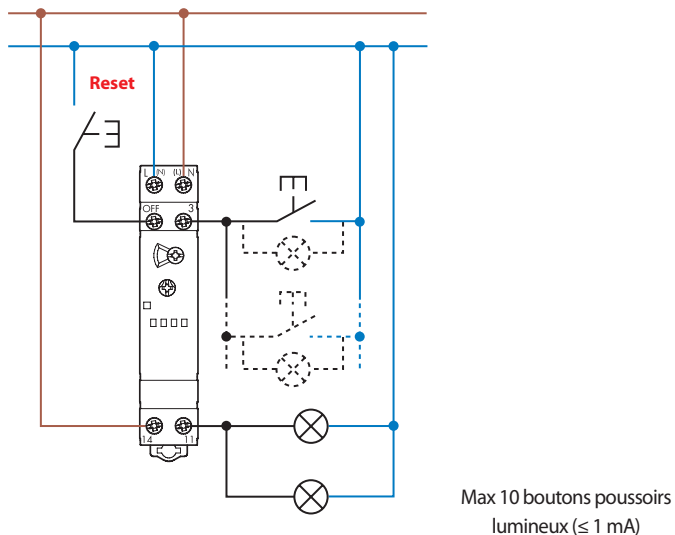 Reset
L (N) (L) N
OFF 3
14 11
Max 10 boutons poussoirs
lumineux (≤ 1 mA)